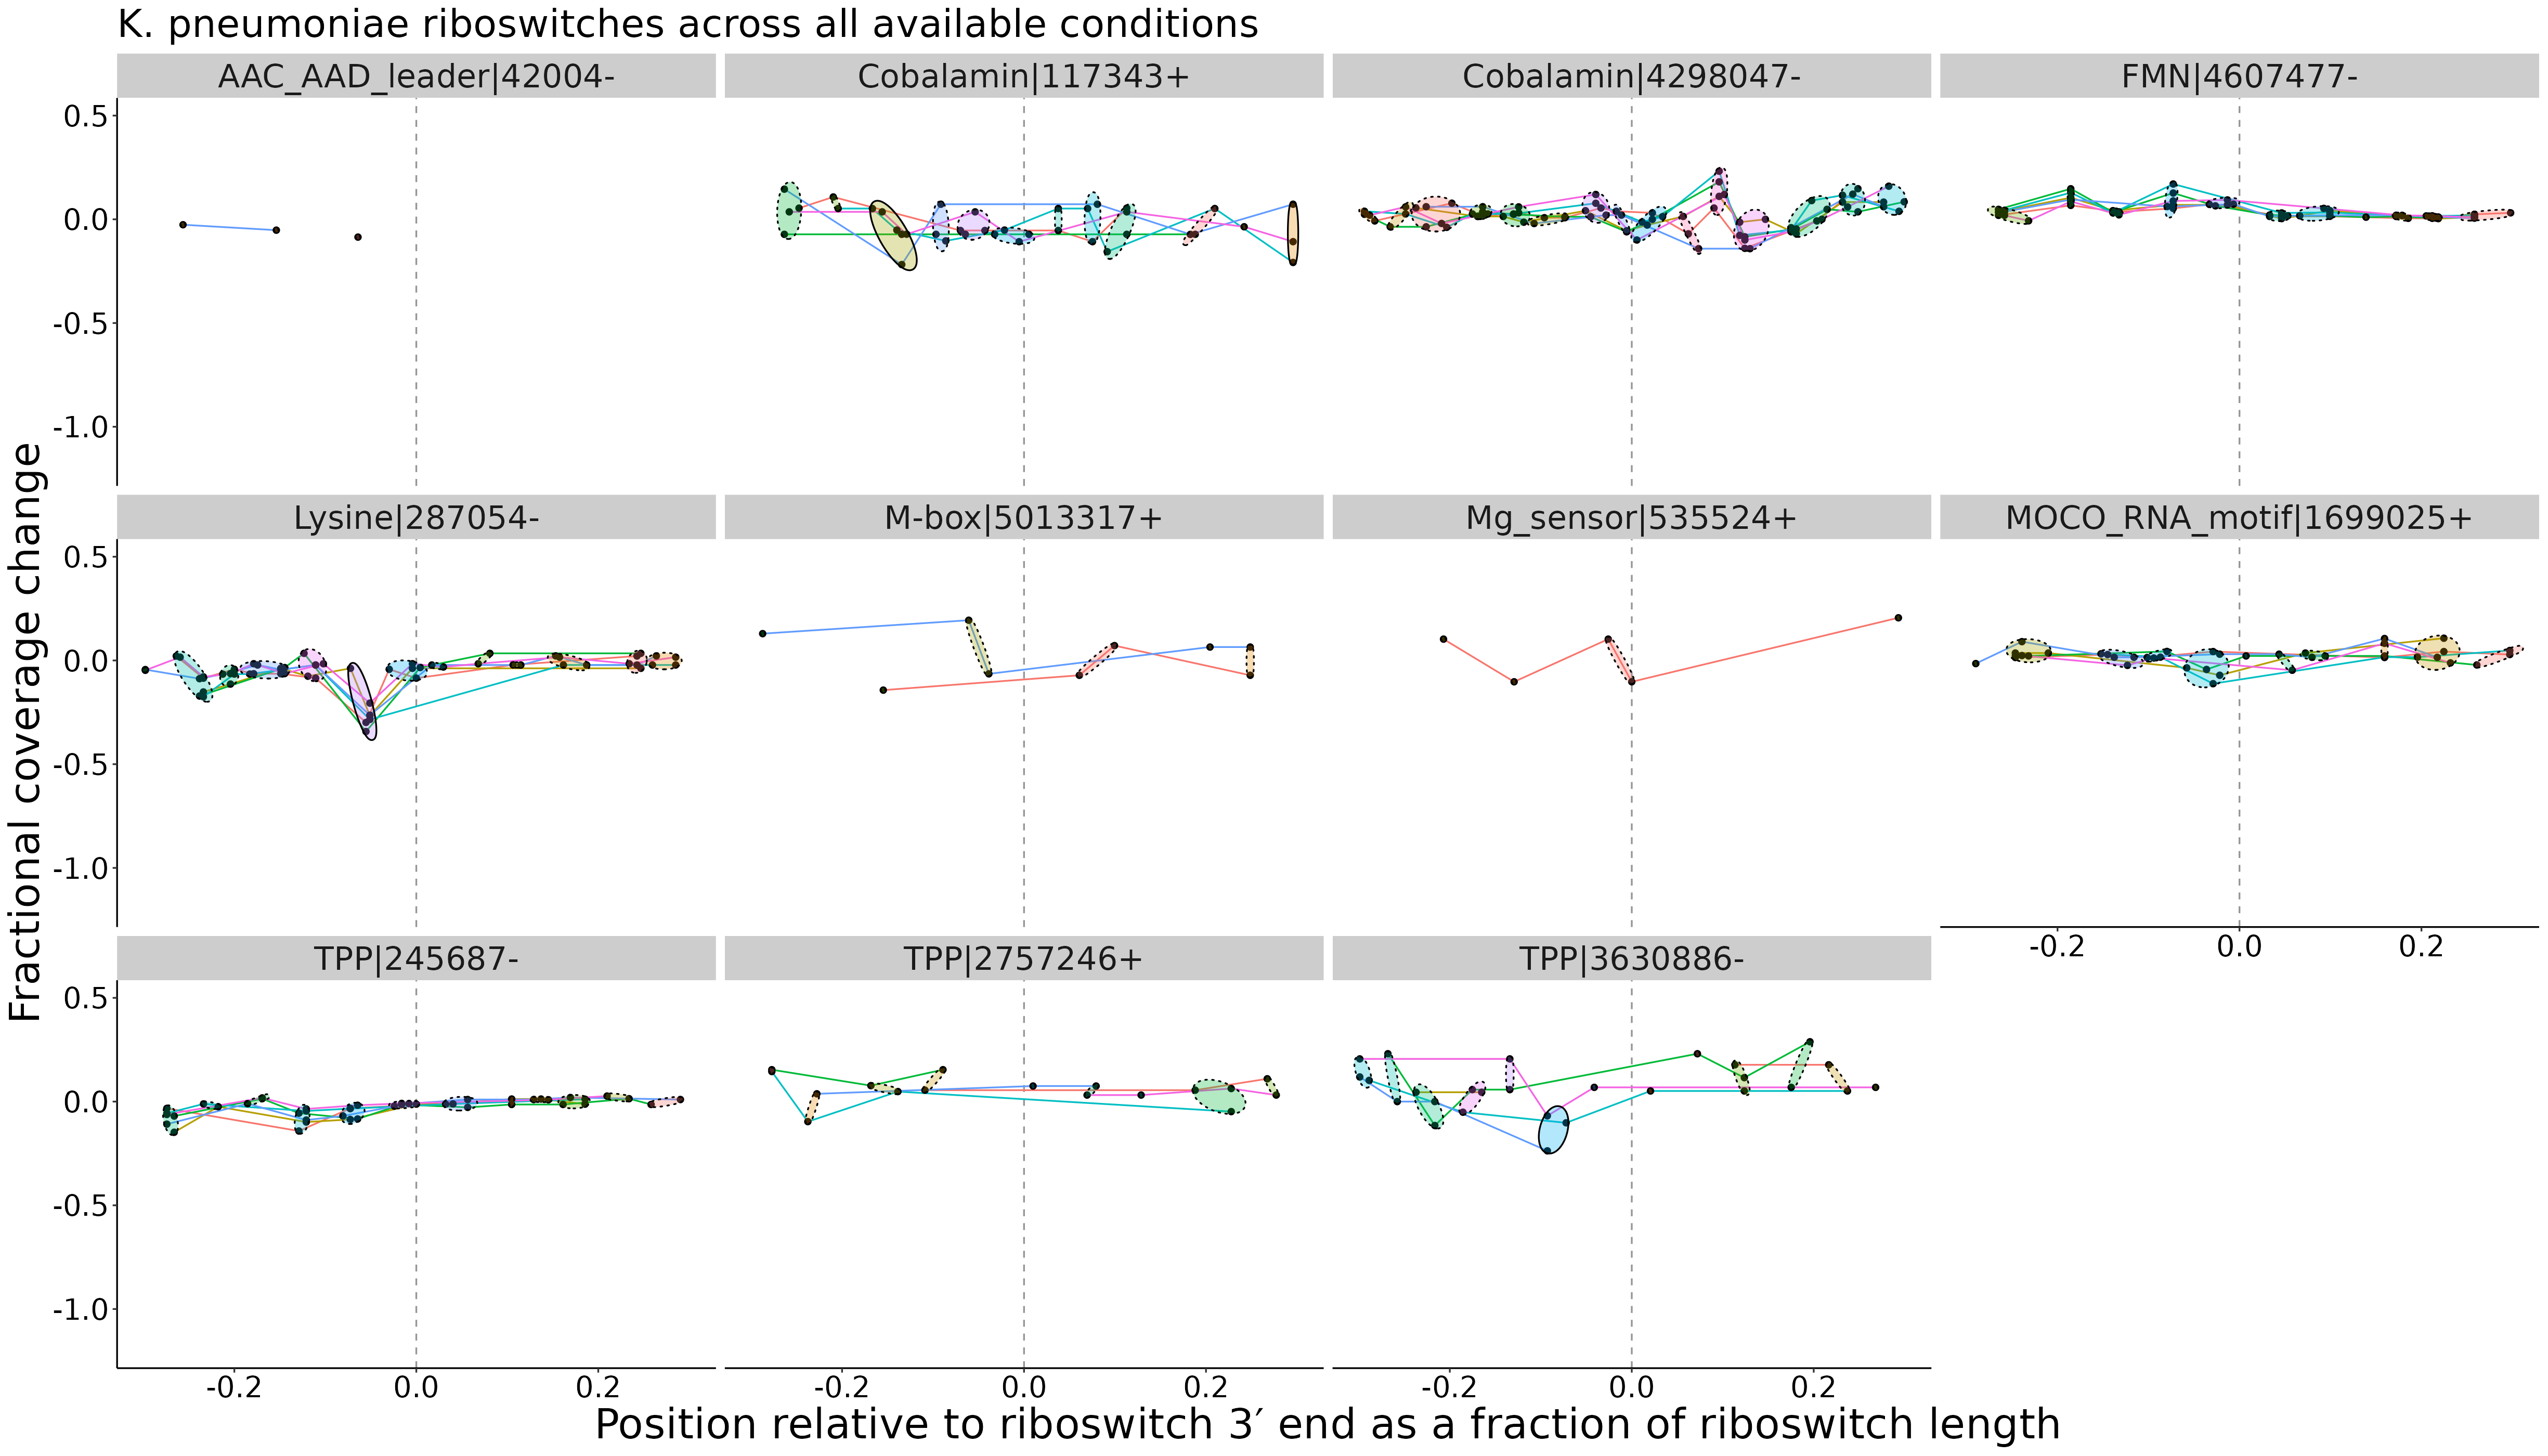 K. pneumoniae riboswitches across all available conditions
AAC_AAD_leader|42004-
Cobalamin|117343+
Cobalamin|4298047-
FMN|4607477-
0.5
0.0
-0.5
-1.0
Lysine|287054-
M-box|5013317+
Mg_sensor|535524+
MOCO_RNA_motif|1699025+
0.5
0.0
-0.5
-1.0
-0.2 0.0 0.2
TPP|245687-
TPP|2757246+
TPP|3630886-
0.5
0.0
-0.5
-1.0
-0.2 0.0 0.2
-0.2 0.0 0.2
-0.2 0.0 0.2
Fractional coverage change
Position relative to riboswitch 3′ end as a fraction of riboswitch length